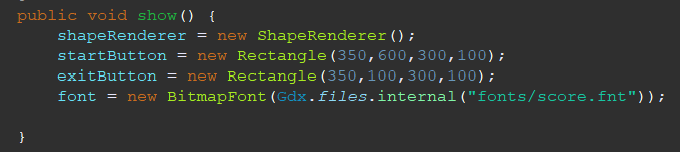 public void show() {
    shapeRenderer = new ShapeRenderer();
    startButton = new Rectangle(350,600,300,100);
    exitButton = new Rectangle(350,100,300,100);
    font = new BitmapFont(Gdx.files.internal("fonts/score.fnt"));
}